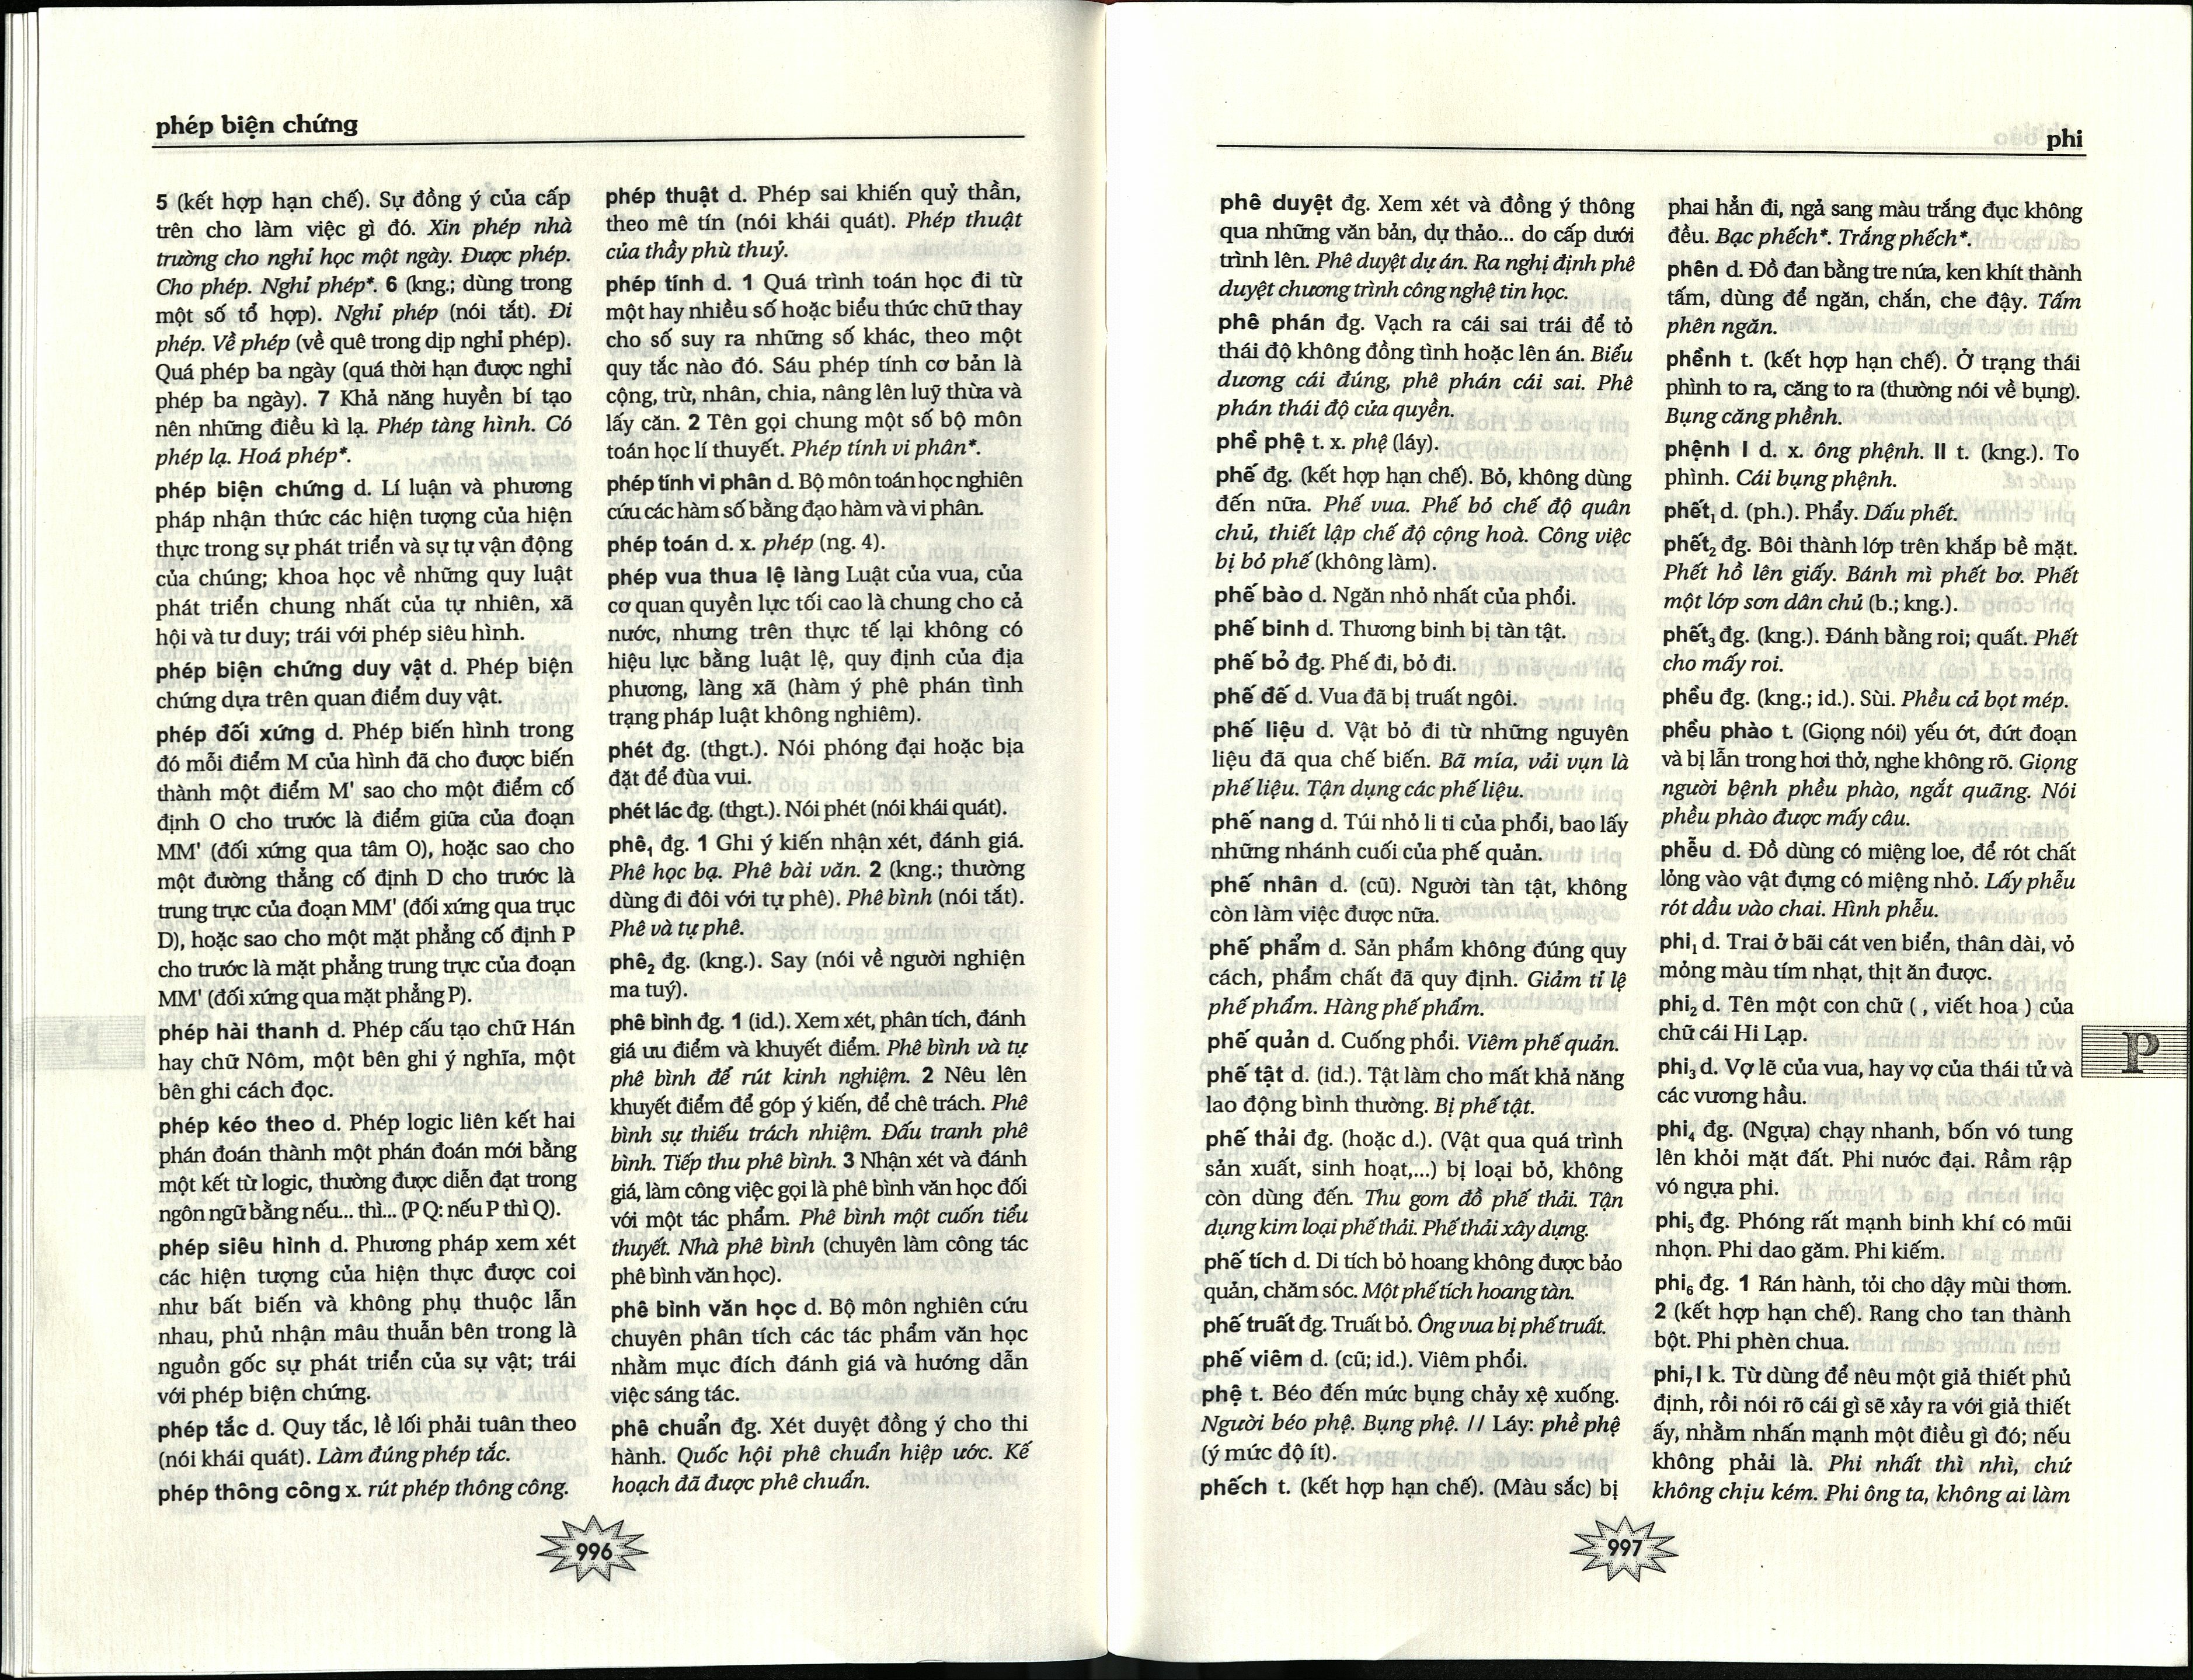 phép biện chứng
5 (kết hợp hạn chế). Sự đồng ý của cấp
trên cho làm việc gì đó. Xin phép nhà
trường cho nghỉ học một ngày. Được phép.
Cho phép. Nghỉ phép*. 6 (kng.; dùng trong
một số tổ hợp). Nghỉ phép (nói tắt). Đi
phép. Về phép (về quê trong dịp nghỉ phép).
Quá phép ba ngày (quá thời hạn được nghỉ
phép ba ngày). 7 Khả năng huyền bí tạo
nên những điều kì lạ. Phép tàng hình. Có
phép lạ. Hoá phép*.
phép biện chứng d. Lí luận và phương
pháp nhận thức các hiện tượng của hiện
thực trong sự phát triển và sự tự vận động
của chúng; khoa học về những quy luật
phát triển chung nhất của tự nhiên, xã
hội và tư duy; trái với phép siêu hình.
phép biện chứng duy vật d. Phép biện
chứng dựa trên quan điểm duy vật.
phép đối xứng d. Phép biến hình trong
đó mỗi điểm M của hình đã cho được biến
thành một điểm M' sao cho một điểm cố
định O cho trước là điểm giữa của đoạn
MM' (đối xứng qua tâm O), hoặc sao cho
một đường thẳng cố định D cho trước là
trung trực của đoạn MM' (đối xứng qua trục
D), hoặc sao cho một mặt phẳng cố định P
cho trước là mặt phẳng trung trực của đoạn
MM' (đối xứng qua mặt phẳng P).
phép hài thanh d. Phép cấu tạo chữ Hán
hay chữ Nôm, một bên ghi ý nghĩa, một
bên ghi cách đọc.
phép kéo theo d. Phép logic liên kết hai
phán đoán thành một phán đoán mới bằng
một kết từ logic, thường được diễn đạt trong
ngôn ngữ bằng nếu... thì... (P Q: nếu P thì Q).
phép siêu hình d. Phương pháp xem xét
các hiện tượng của hiện thực được coi
như bất biến và không phụ thuộc lẫn
nhau, phủ nhận mâu thuẫn bên trong là
nguồn gốc sự phát triển của sự vật; trái
với phép biện chứng.
phép tắc d. Quy tắc, lề lối phải tuân theo
(nói khái quát). Làm đúng phép tắc.
phép thông công x. rút phép thông công.
phép thuật d. Phép sai khiến quỷ thần,
theo mê tín (nói khái quát). Phép thuật
của thầy phù thuỷ.
phép tính d. 1 Quá trình toán học đi từ
một hay nhiều số hoặc biểu thức chữ thay
cho số suy ra những số khác, theo một
quy tắc nào đó. Sáu phép tính cơ bản là
cộng, trừ, nhân, chia, nâng lên luỹ thừa và
lấy căn. 2 Tên gọi chung một số bộ môn
toán học lí thuyết. Phép tính vi phân*.
phép tính vi phân d. Bộ môn toán học nghiên
cứu các hàm số bằng đạo hàm và vi phân.
phép toán d. x. phép (ng. 4).
phép vua thua lệ làng Luật của vua, của
cơ quan quyền lực tối cao là chung cho cả
nước, nhưng trên thực tế lại không có
hiệu lực bằng luật lệ, quy định của địa
phương, làng xã (hàm ý phê phán tình
trạng pháp luật không nghiêm).
phét đg. (thgt.). Nói phóng đại hoặc bịa
đặt để đùa vui.
phét lác đg. (thgt.). Nói phét (nói khái quát).
phê₁ đg. 1 Ghi ý kiến nhận xét, đánh giá.
Phê học bạ. Phê bài văn. 2 (kng.; thường
dùng đi đôi với tự phê). Phê bình (nói tắt).
Phê và tự phê.
phê₂ đg. (kng.). Say (nói về người nghiện
ma tuý).
phê bình đg. 1 (id.). Xem xét, phân tích, đánh
giá ưu điểm và khuyết điểm. Phê bình và tự
phê bình để rút kinh nghiệm. 2 Nêu lên
khuyết điểm để góp ý kiến, để chê trách. Phê
bình sự thiếu trách nhiệm. Đấu tranh phê
bình. Tiếp thu phê bình. 3 Nhận xét và đánh
giá, làm công việc gọi là phê bình văn học đối
với một tác phẩm. Phê bình một cuốn tiểu
thuyết. Nhà phê bình (chuyên làm công tác
phê bình văn học).
phê bình văn học d. Bộ môn nghiên cứu
chuyên phân tích các tác phẩm văn học
nhằm mục đích đánh giá và hướng dẫn
việc sáng tác.
phê chuẩn đg. Xét duyệt đồng ý cho thi
hành. Quốc hội phê chuẩn hiệp ước. Kế
hoạch đã được phê chuẩn.
996
phi
phê duyệt đg. Xem xét và đồng ý thông
qua những văn bản, dự thảo... do cấp dưới
trình lên. Phê duyệt dự án. Ra nghị định phê
duyệt chương trình công nghệ tin học.
phê phán đg. Vạch ra cái sai trái để tỏ
thái độ không đồng tình hoặc lên án. Biểu
dương cái đúng, phê phán cái sai. Phê
phán thái độ cửa quyền.
phề phệ t. x. phệ (láy).
phế đg. (kết hợp hạn chế). Bỏ, không dùng
đến nữa. Phế vua. Phế bỏ chế độ quân
chủ, thiết lập chế độ cộng hoà. Công việc
bị bỏ phế (không làm).
phế bào d. Ngăn nhỏ nhất của phổi.
phế binh d. Thương binh bị tàn tật.
phế bỏ đg. Phế đi, bỏ đi.
phế đế d. Vua đã bị truất ngôi.
phế liệu d. Vật bỏ đi từ những nguyên
liệu đã qua chế biến. Bã mía, vải vụn là
phế liệu. Tận dụng các phế liệu.
phế nang d. Túi nhỏ li ti của phổi, bao lấy
những nhánh cuối của phế quản.
phế nhân d. (cũ). Người tàn tật, không
còn làm việc được nữa.
phế phẩm d. Sản phẩm không đúng quy
cách, phẩm chất đã quy định. Giảm tỉ lệ
phế phẩm. Hàng phế phẩm.
phế quản d. Cuống phổi. Viêm phế quản.
phế tật d. (id.). Tật làm cho mất khả năng
lao động bình thường. Bị phế tật.
phế thải đg. (hoặc d.). (Vật qua quá trình
sản xuất, sinh hoạt,...) bị loại bỏ, không
còn dùng đến. Thu gom đồ phế thải. Tận
dụng kim loại phế thải. Phế thải xây dựng.
phế tích d. Di tích bỏ hoang không được bảo
quản, chăm sóc. Một phế tích hoang tàn.
phế truất đg. Truất bỏ. Ông vua bị phế truất.
phế viêm d. (cũ; id.). Viêm phổi.
phệ t. Béo đến mức bụng chảy xệ xuống.
Người béo phệ. Bụng phệ. // Láy: phề phệ
(ý mức độ ít).
phếch t. (kết hợp hạn chế). (Màu sắc) bị
phai hẳn đi, ngả sang màu trắng đục không
đều. Bạc phếch*. Trắng phếch*.
phên d. Đồ đan bằng tre nứa, ken khít thành
tấm, dùng để ngăn, chắn, che đậy. Tấm
phên ngăn.
phềnh t. (kết hợp hạn chế). Ở trạng thái
phình to ra, căng to ra (thường nói về bụng).
Bụng căng phềnh.
phệnh I d. x. ông phệnh. II t. (kng.). To
phình. Cái bụng phệnh.
phết₁ d. (ph.). Phẩy. Dấu phết.
phết₂ đg. Bôi thành lớp trên khắp bề mặt.
Phết hồ lên giấy. Bánh mì phết bơ. Phết
một lớp sơn dân chủ (b.; kng.).
phết₃ đg. (kng.). Đánh bằng roi; quất. Phết
cho mấy roi.
phều đg. (kng.; id.). Sùi. Phều cả bọt mép.
phều phào t. (Giọng nói) yếu ớt, đứt đoạn
và bị lẫn trong hơi thở, nghe không rõ. Giọng
người bệnh phều phào, ngắt quãng. Nói
phều phào được mấy câu.
phễu d. Đồ dùng có miệng loe, để rót chất
lỏng vào vật đựng có miệng nhỏ. Lấy phễu
rót dầu vào chai. Hình phễu.
phi₁ d. Trai ở bãi cát ven biển, thân dài, vỏ
mỏng màu tím nhạt, thịt ăn được.
phi₂ d. Tên một con chữ ( , viết hoa ) của
chữ cái Hi Lạp.
phi₃ d. Vợ lẽ của vua, hay vợ của thái tử và
các vương hầu.
phi₄ đg. (Ngựa) chạy nhanh, bốn vó tung
lên khỏi mặt đất. Phi nước đại. Rầm rập
vó ngựa phi.
phi₅ đg. Phóng rất mạnh binh khí có mũi
nhọn. Phi dao găm. Phi kiếm.
phi₆ đg. 1 Rán hành, tỏi cho dậy mùi thơm.
2 (kết hợp hạn chế). Rang cho tan thành
bột. Phi phèn chua.
phi₇ I k. Từ dùng để nêu một giả thiết phủ
định, rồi nói rõ cái gì sẽ xảy ra với giả thiết
ấy, nhằm nhấn mạnh một điều gì đó; nếu
không phải là. Phi nhất thì nhì, chứ
không chịu kém. Phi ông ta, không ai làm
P
997